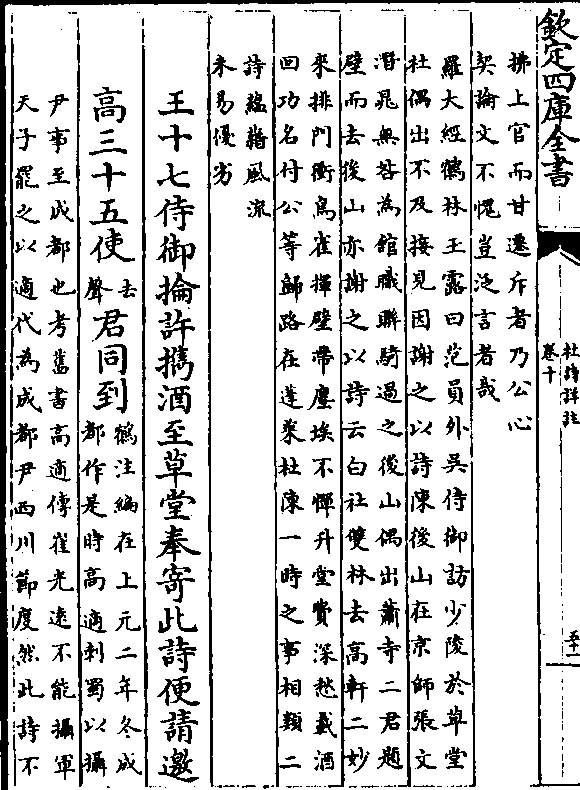 欽定四庫全書
杜詩詳註
卷十
五十一
拂上官而甘遷斥者乃公心
契論文不愧豈泛言者哉
羅大經鶴林玉露曰范員外吳侍御訪少陵於草堂
杜偶出不及接見因謝之以詩陳後山在京師張文
潛晁無咎為館職聯騎過之後山偶出蕭寺二君題
壁而去後山亦謝之以詩云白社雙林去高軒二妙
來排門衝鳥雀揮壁帶塵埃不憚升堂費深愁載酒
回功名付公等歸路在蓬萊杜陳一時之事相類二
詩蘊藉風流
未易優劣
王十七侍御掄許擕酒至草堂奉寄此詩便請邀
高三十五使去聲君同到鶴注編在上元二年冬成
都作是時高適刺蜀以攝
尹事至成都也考舊書高適傳崔光遠不能攝軍
天子罷之以適代為成都尹西川節度然此詩不